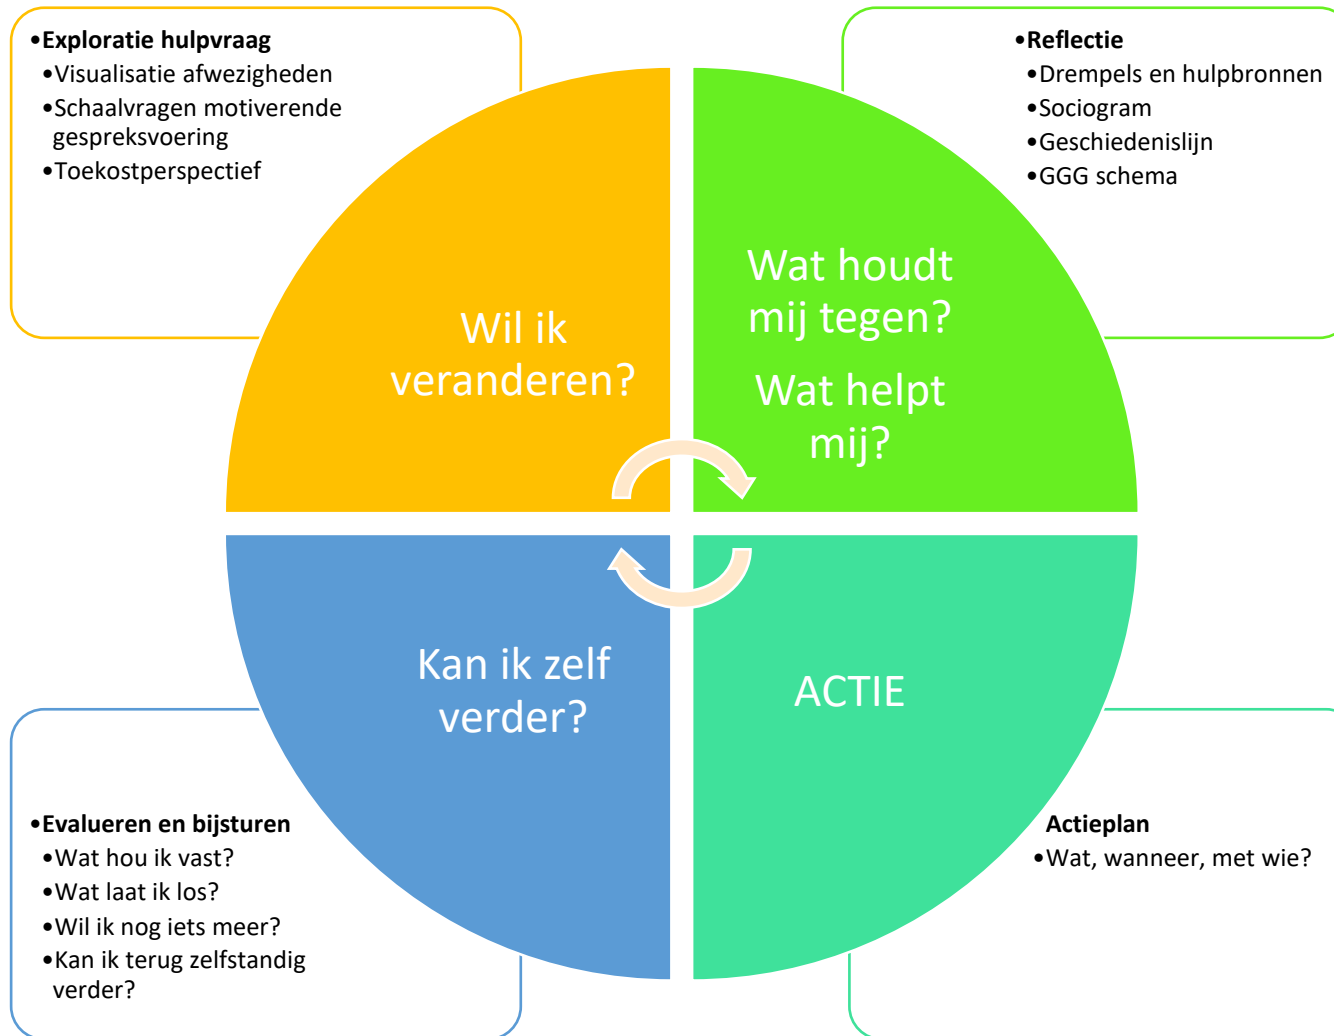 •Exploratie hulpvraag
•Visualisatie afwezigheden
•Schaalvragen motiverende
gespreksvoering
•Toekostperspectief
•Reflectie
•Drempels en hulpbronnen
•Sociogram
•Geschiedenislijn
•GGG schema
Wil ik
veranderen?
Wat houdt
mij tegen?
Wat helpt
mij?
Kan ik zelf
verder?
ACTIE
•Evalueren en bijsturen
•Wat hou ik vast?
•Wat laat ik los?
•Wil ik nog iets meer?
•Kan ik terug zelfstandig
verder?
Actieplan
•Wat, wanneer, met wie?